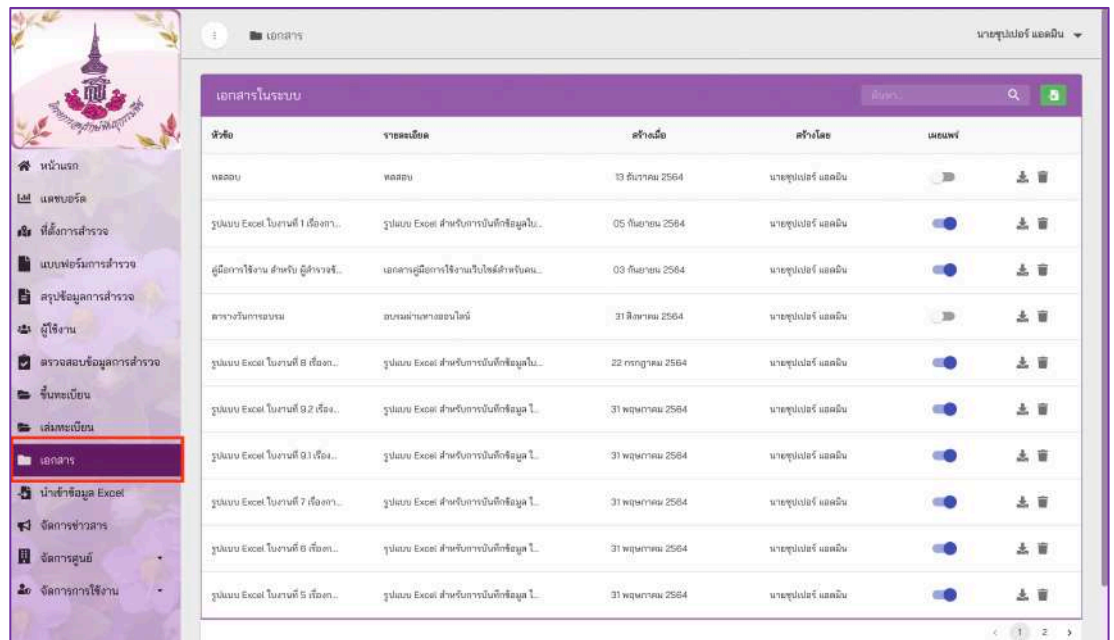 โครงการอนุรักษ์พันธุกรรมพืช
เอกสาร
นายซุปเปอร์ แอดมิน
เอกสารในระบบ
ค้นหา...
หัวข้อ รายละเอียด สร้างเมื่อ สร้างโดย เผยแพร่
ทดสอบ ทดสอบ 13 ธันวาคม 2564 นายซุปเปอร์ แอดมิน
รูปแบบ Excel ใบงานที่ 1 เรื่องกา... รูปแบบ Excel สำหรับการบันทึกข้อมูลใบ... 05 กันยายน 2564 นายซุปเปอร์ แอดมิน
คู่มือการใช้งาน สำหรับ ผู้สำรวจข้... เอกสารคู่มือการใช้งานเว็บไซต์สำหรับคน... 03 กันยายน 2564 นายซุปเปอร์ แอดมิน
ตารางวันการอบรม อบรมผ่านทางออนไลน์ 31 สิงหาคม 2564 นายซุปเปอร์ แอดมิน
รูปแบบ Excel ใบงานที่ 8 เรื่องก... รูปแบบ Excel สำหรับการบันทึกข้อมูลใบ... 22 กรกฎาคม 2564 นายซุปเปอร์ แอดมิน
รูปแบบ Excel ใบงานที่ 9.2 เรื่อง... รูปแบบ Excel สำหรับการบันทึกข้อมูล ใ... 31 พฤษภาคม 2564 นายซุปเปอร์ แอดมิน
รูปแบบ Excel ใบงานที่ 9.1 เรื่อง... รูปแบบ Excel สำหรับการบันทึกข้อมูล ใ... 31 พฤษภาคม 2564 นายซุปเปอร์ แอดมิน
รูปแบบ Excel ใบงานที่ 7 เรื่องกา... รูปแบบ Excel สำหรับการบันทึกข้อมูล ใ... 31 พฤษภาคม 2564 นายซุปเปอร์ แอดมิน
รูปแบบ Excel ใบงานที่ 6 เรื่องก... รูปแบบ Excel สำหรับการบันทึกข้อมูล ใ... 31 พฤษภาคม 2564 นายซุปเปอร์ แอดมิน
รูปแบบ Excel ใบงานที่ 5 เรื่องก... รูปแบบ Excel สำหรับการบันทึกข้อมูล ใ... 31 พฤษภาคม 2564 นายซุปเปอร์ แอดมิน
1 2
หน้าแรก
แดชบอร์ด
ที่ตั้งการสำรวจ
แบบฟอร์มการสำรวจ
สรุปข้อมูลการสำรวจ
ผู้ใช้งาน
ตรวจสอบข้อมูลการสำรวจ
ขึ้นทะเบียน
เล่มทะเบียน
เอกสาร
นำเข้าข้อมูล Excel
จัดการข่าวสาร
จัดการศูนย์
จัดการการใช้งาน